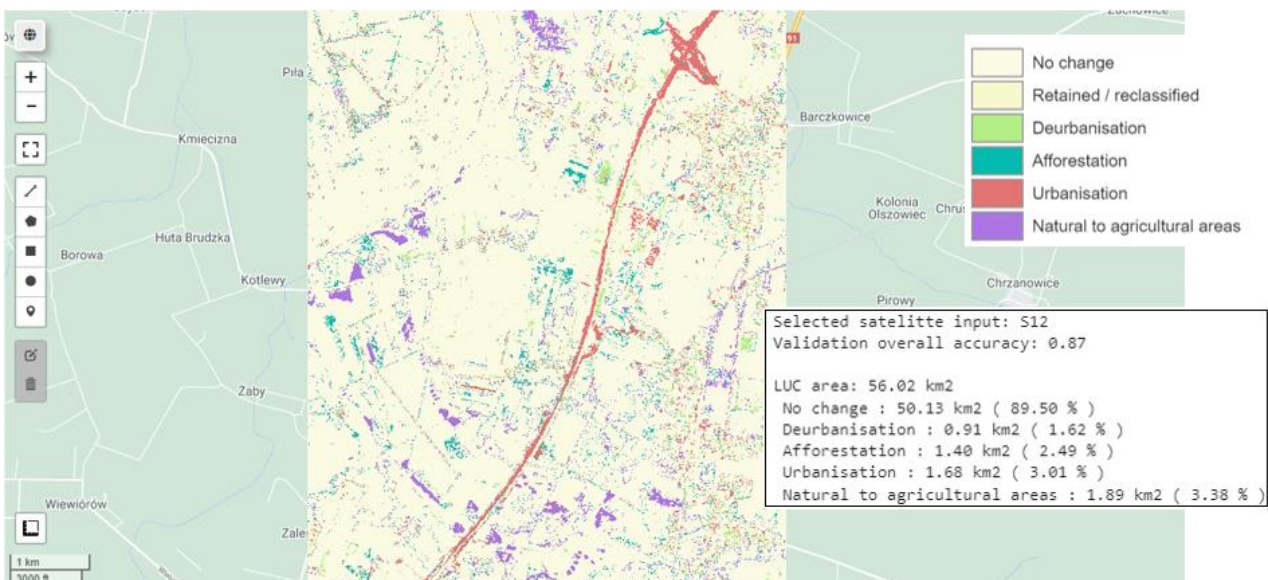 Zuchowice
+
−
Piła
91
Barczkowice
Kmiecizna
No change
Retained / reclassified
Deurbanisation
Afforestation
Urbanisation
Natural to agricultural areas
Kolonia
Olszowiec
Chrus
Borowa
Huta Brudzka
Kotlewy
Chrzanowice
Pirowy
Selected satelitte input: S12
Validation overall accuracy: 0.87
LUC area: 56.02 km2
No change : 50.13 km2 ( 89.50 % )
Deurbanisation : 0.91 km2 ( 1.62 % )
Afforestation : 1.40 km2 ( 2.49 % )
Urbanisation : 1.68 km2 ( 3.01 % )
Natural to agricultural areas : 1.89 km2 ( 3.38 % )
Żaby
Wiewiórów
Zales
1 km
3000 ft